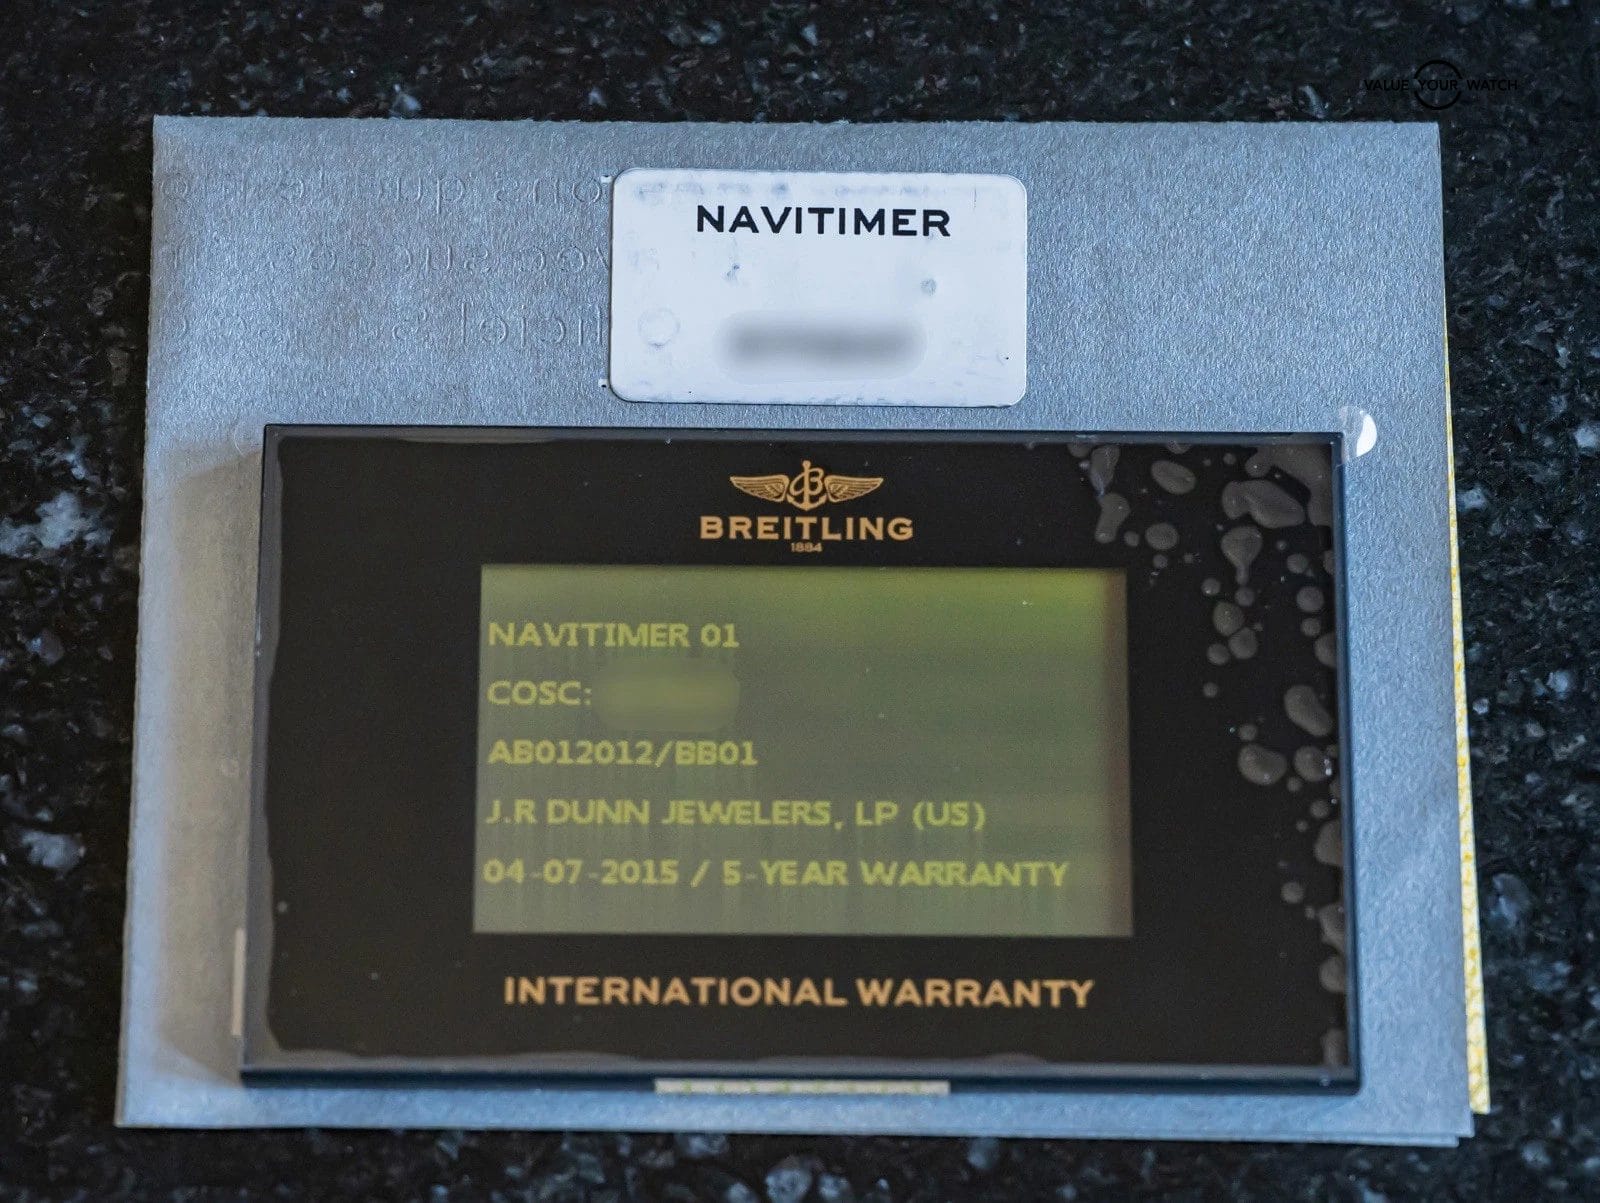 VALUE YOUR WATCH
NAVITIMER
BREITLING
1884
NAVITIMER 01
COSC:
AB012012/BB01
J.R DUNN JEWELERS, LP (US)
04-07-2015 / 5-YEAR WARRANTY
INTERNATIONAL WARRANTY